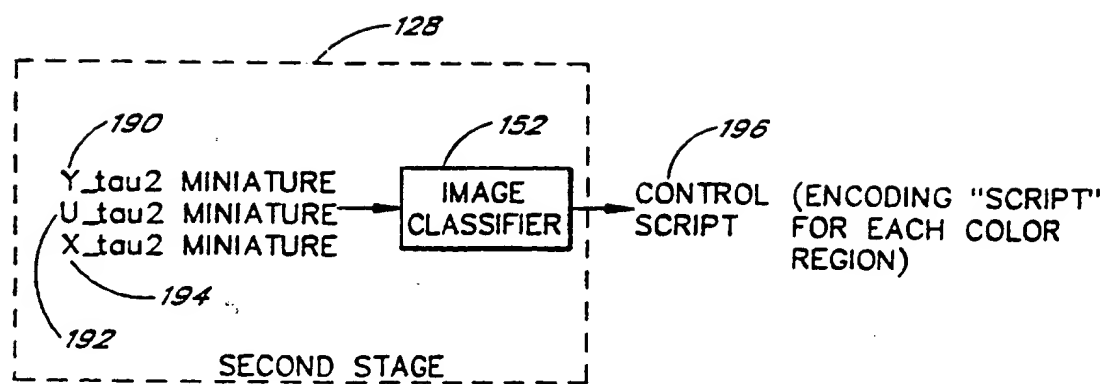 128
190
152
196
Y_tau2 MINIATURE
U_tau2 MINIATURE
X_tau2 MINIATURE
IMAGE
CLASSIFIER
CONTROL
SCRIPT
(ENCODING "SCRIPT"
FOR EACH COLOR
REGION)
194
192
SECOND STAGE